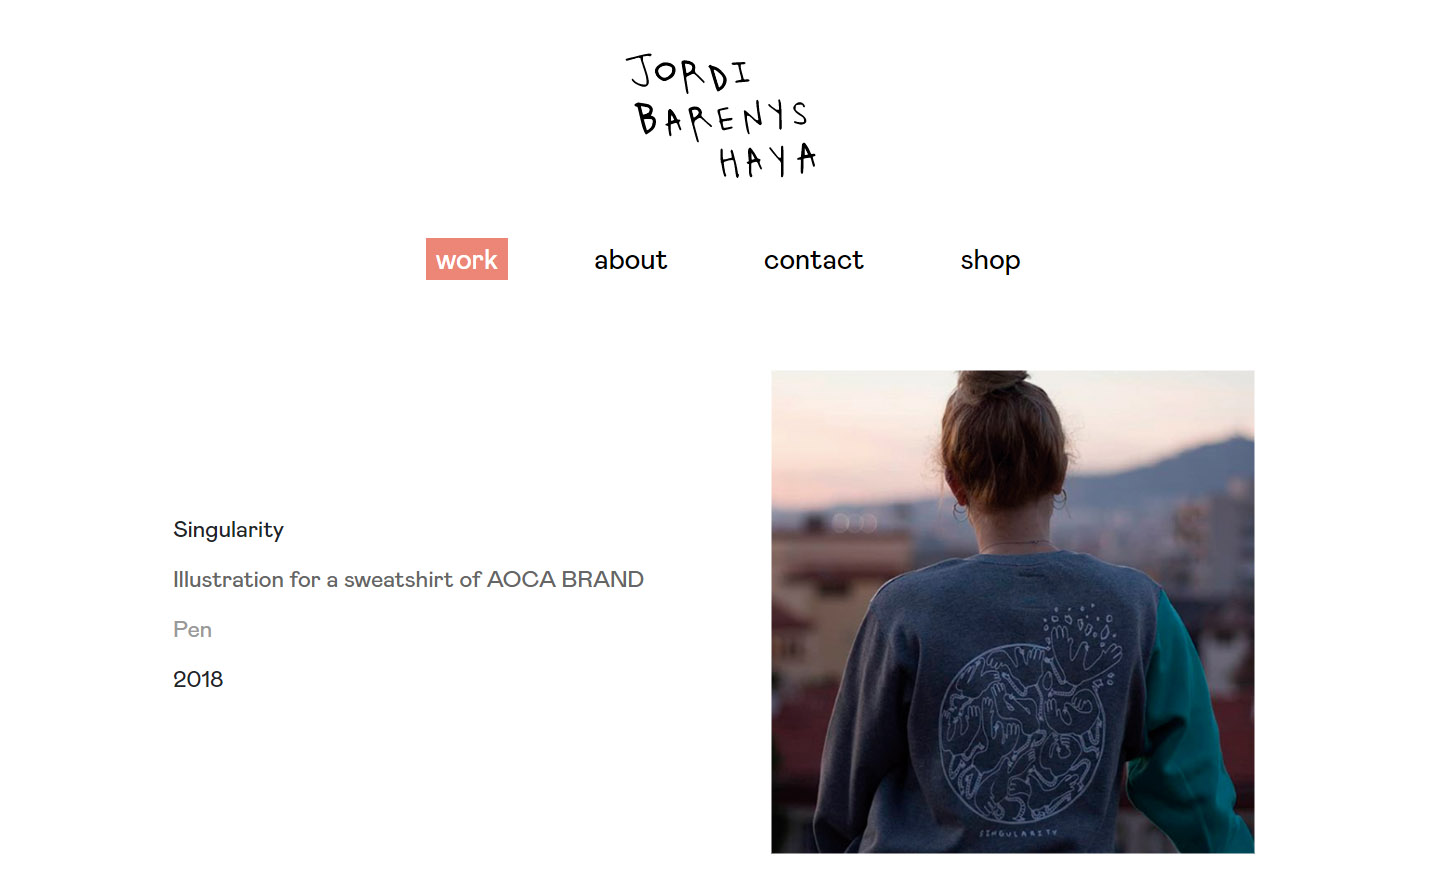 JORDI
BARENYS
HAYA
work about contact shop
Singularity
Illustration for a sweatshirt of AOCA BRAND
Pen
2018
SINGULARITY